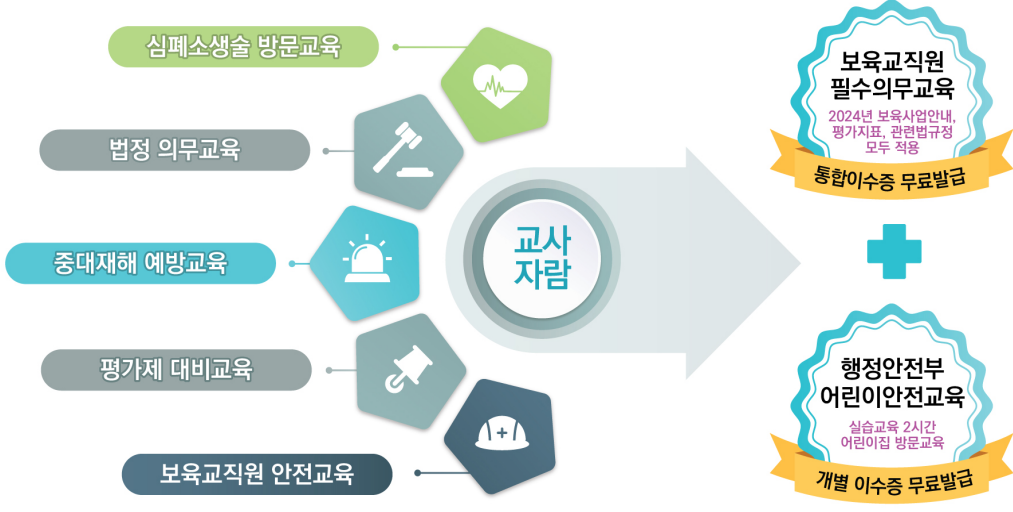 심폐소생술 방문교육
법정 의무교육
중대재해 예방교육
평가제 대비교육
보육교직원 안전교육
교사
자람
보육교직원
필수의무교육
2024년 보육사업안내,
평가지표, 관련법규정
모두 적용
통합이수증 무료발급
행정안전부
어린이안전교육
실습교육 2시간
어린이집 방문교육
개별 이수증 무료발급